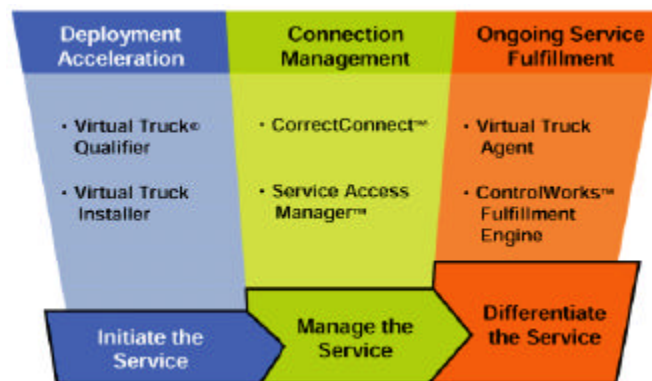 Deployment
Acceleration
Connection
Management
Ongoing Service
Fulfillment
· Virtual Truck©
Qualifier
· Virtual Truck
Installer
· CorrectConnect™
· Service Access
Manager™
· Virtual Truck
Agent
· ControlWorks™
Fulfillment
Engine
Initiate the
Service
Manage the
Service
Differentiate
the Service